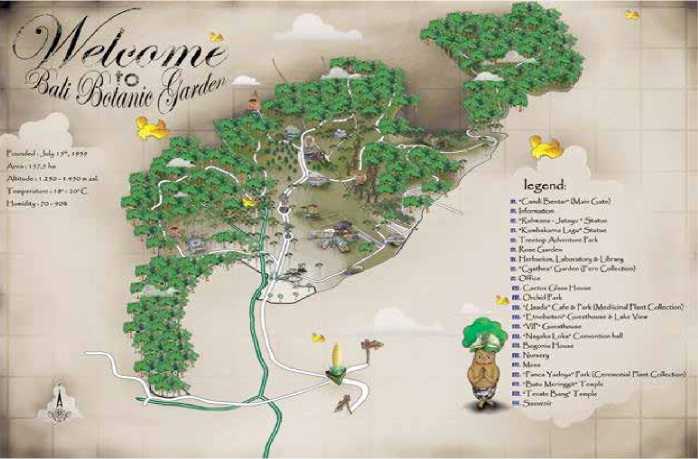 Welcome
to
Bali Botanic Garden
Founded : July 15th, 1959
Area : 157,5 ha
Altitude : 1.250 - 1.450 m asl.
Temperature : 18° - 20°C
Humidity : 70 - 90%
legend:
"Candi Bentar" (Main Gate)
Information
"Rahwana - Jatayu" Statue
"Kumbakarna Laga" Statue
Treetop Adventure Park
Rose Garden
Herbarium, Laboratory & Library
"Cyathea" Garden (Fern Collection)
Office
Cactus Glass House
Orchid Park
"Usada" Cafe & Park (Medicinal Plant Collection)
"Etnobotani" Guesthouse & Lake View
"VIP" Guesthouse
"Nayaka Loka" Convention hall
Begonia House
Nursery
Moss
"Panca Yadnya" Park (Ceremonial Plant Collection)
"Batu Meringgit" Temple
"Teratai Bang" Temple
Souvenir